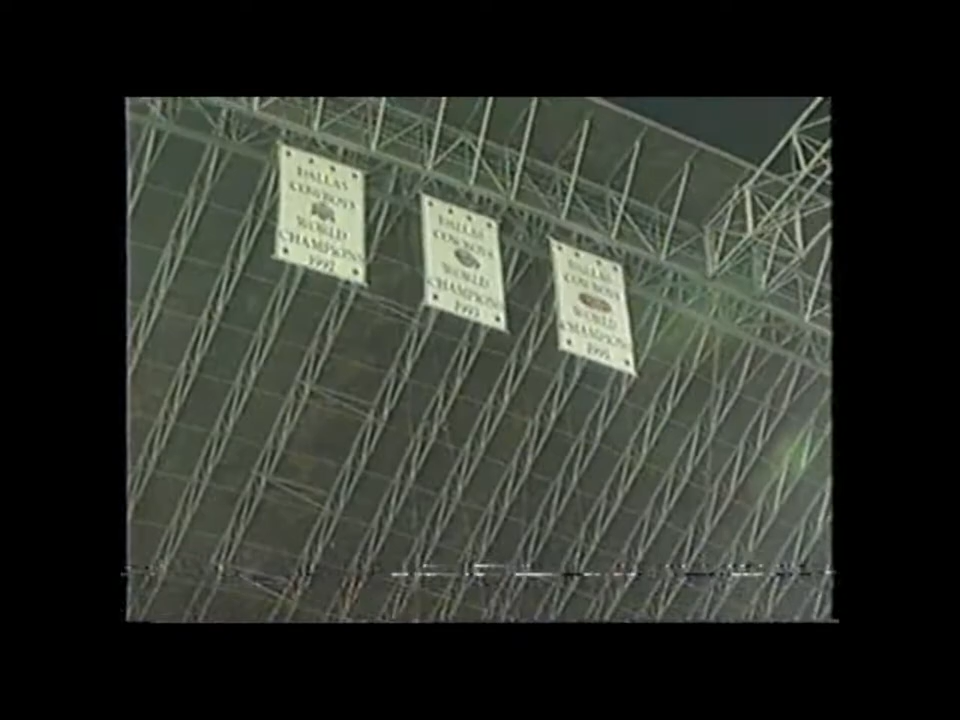 DALLAS
COWBOYS
WORLD
CHAMPIONS
1992
DALLAS
COWBOYS
WORLD
CHAMPIONS
1993
DALLAS
COWBOYS
WORLD
CHAMPIONS
1995